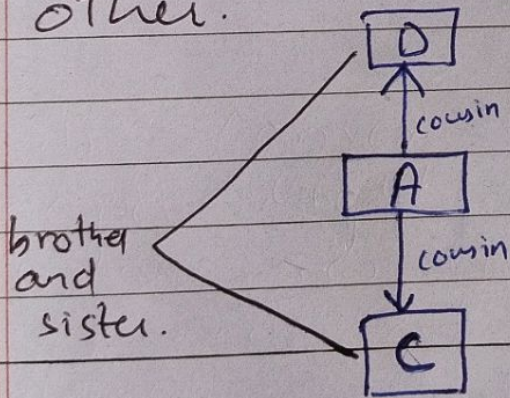 other.
D
cousin
A
brother
and
sister.
cousin
C